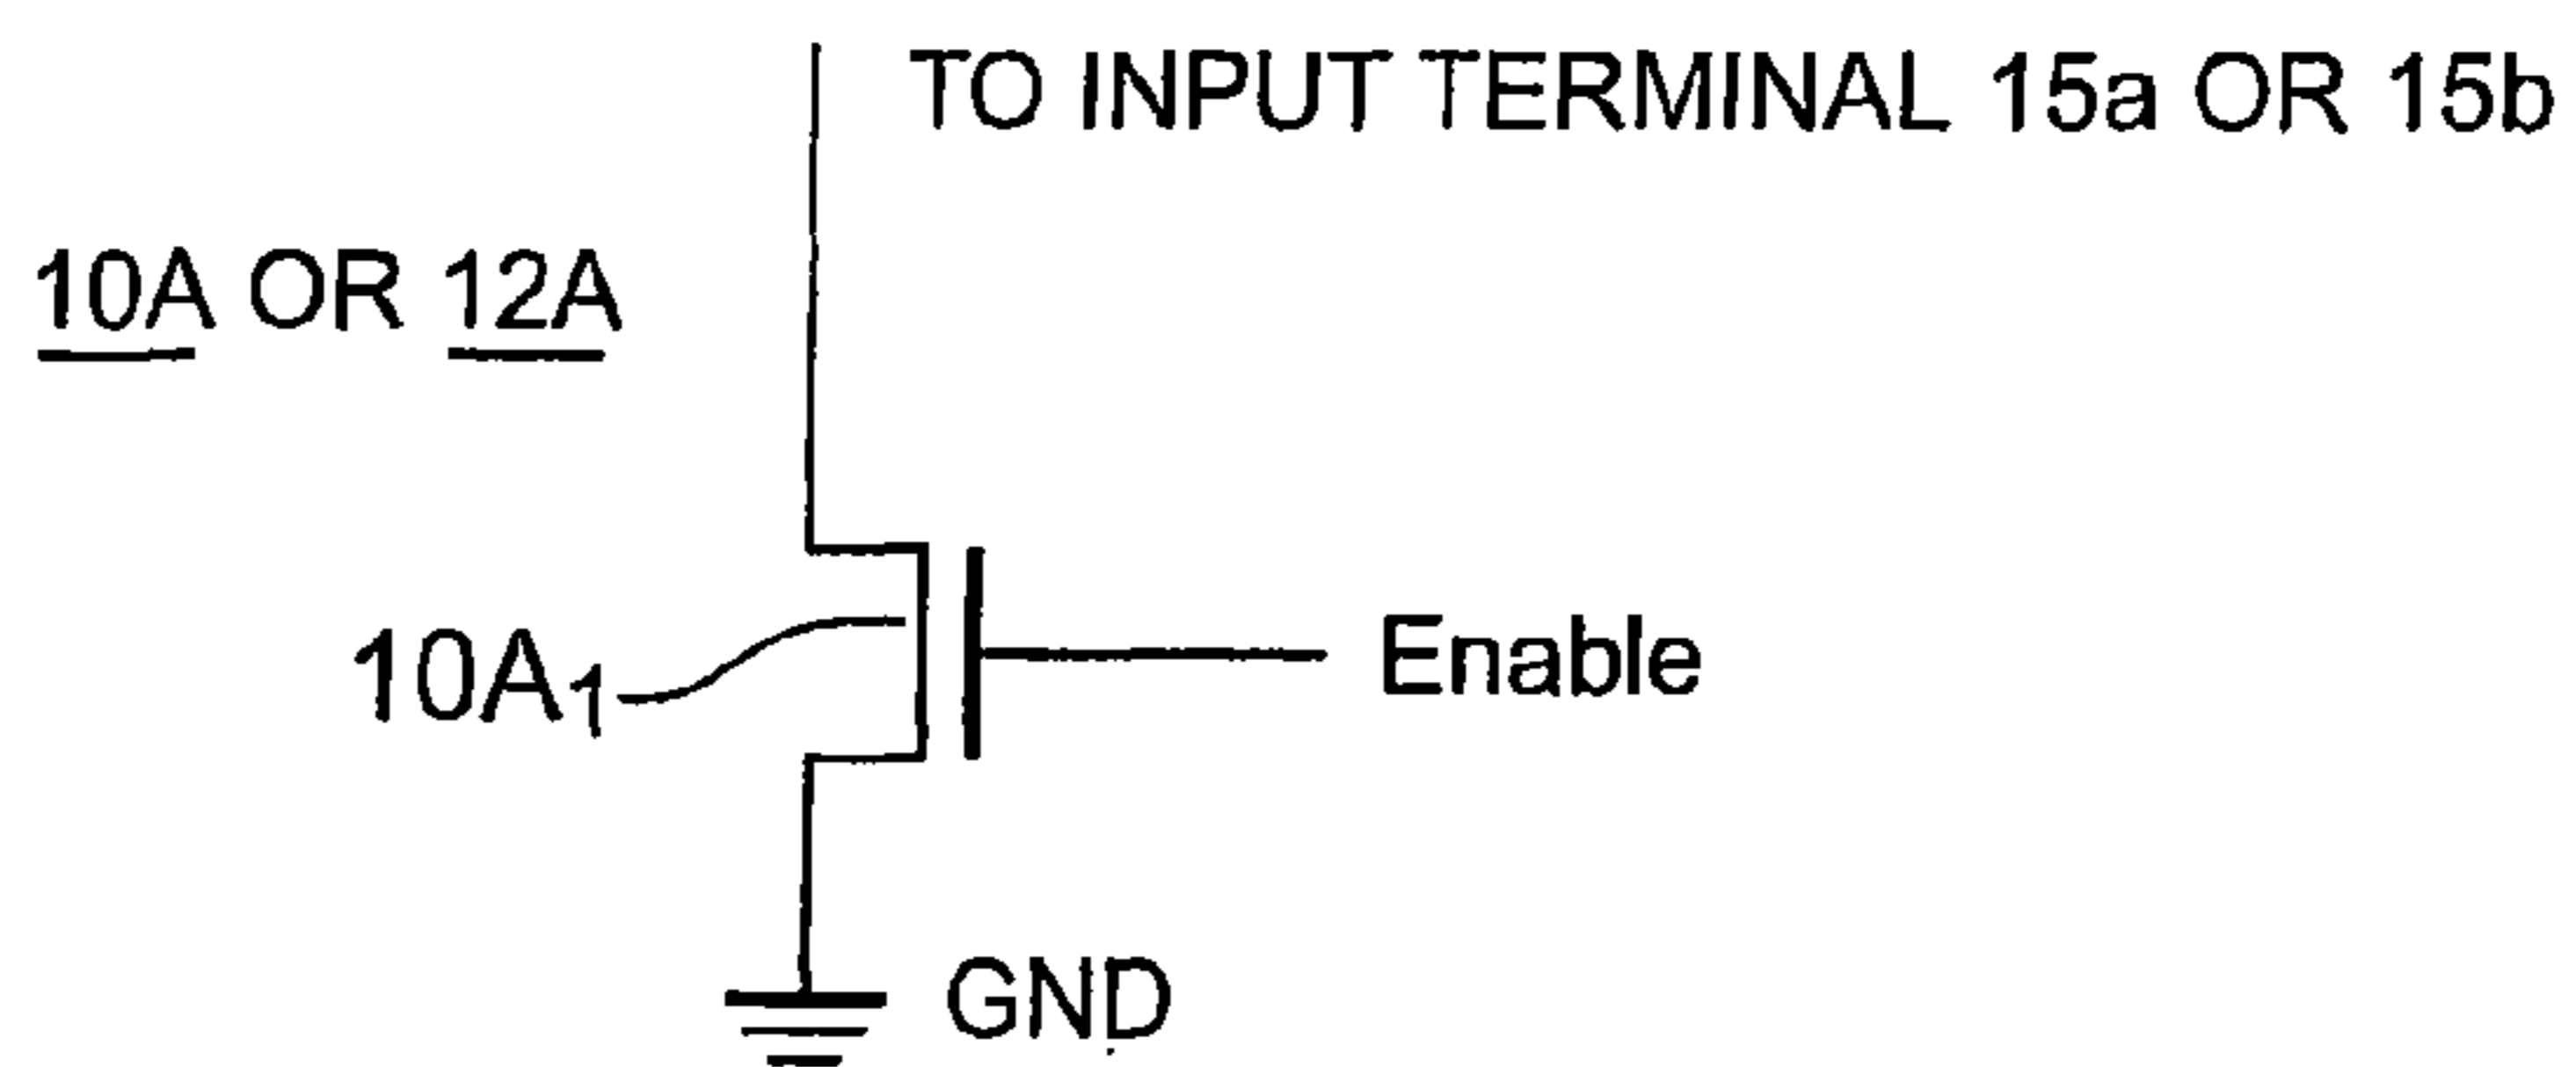 TO INPUT TERMINAL 15a OR 15b
10A OR 12A
10A₁
Enable
GND